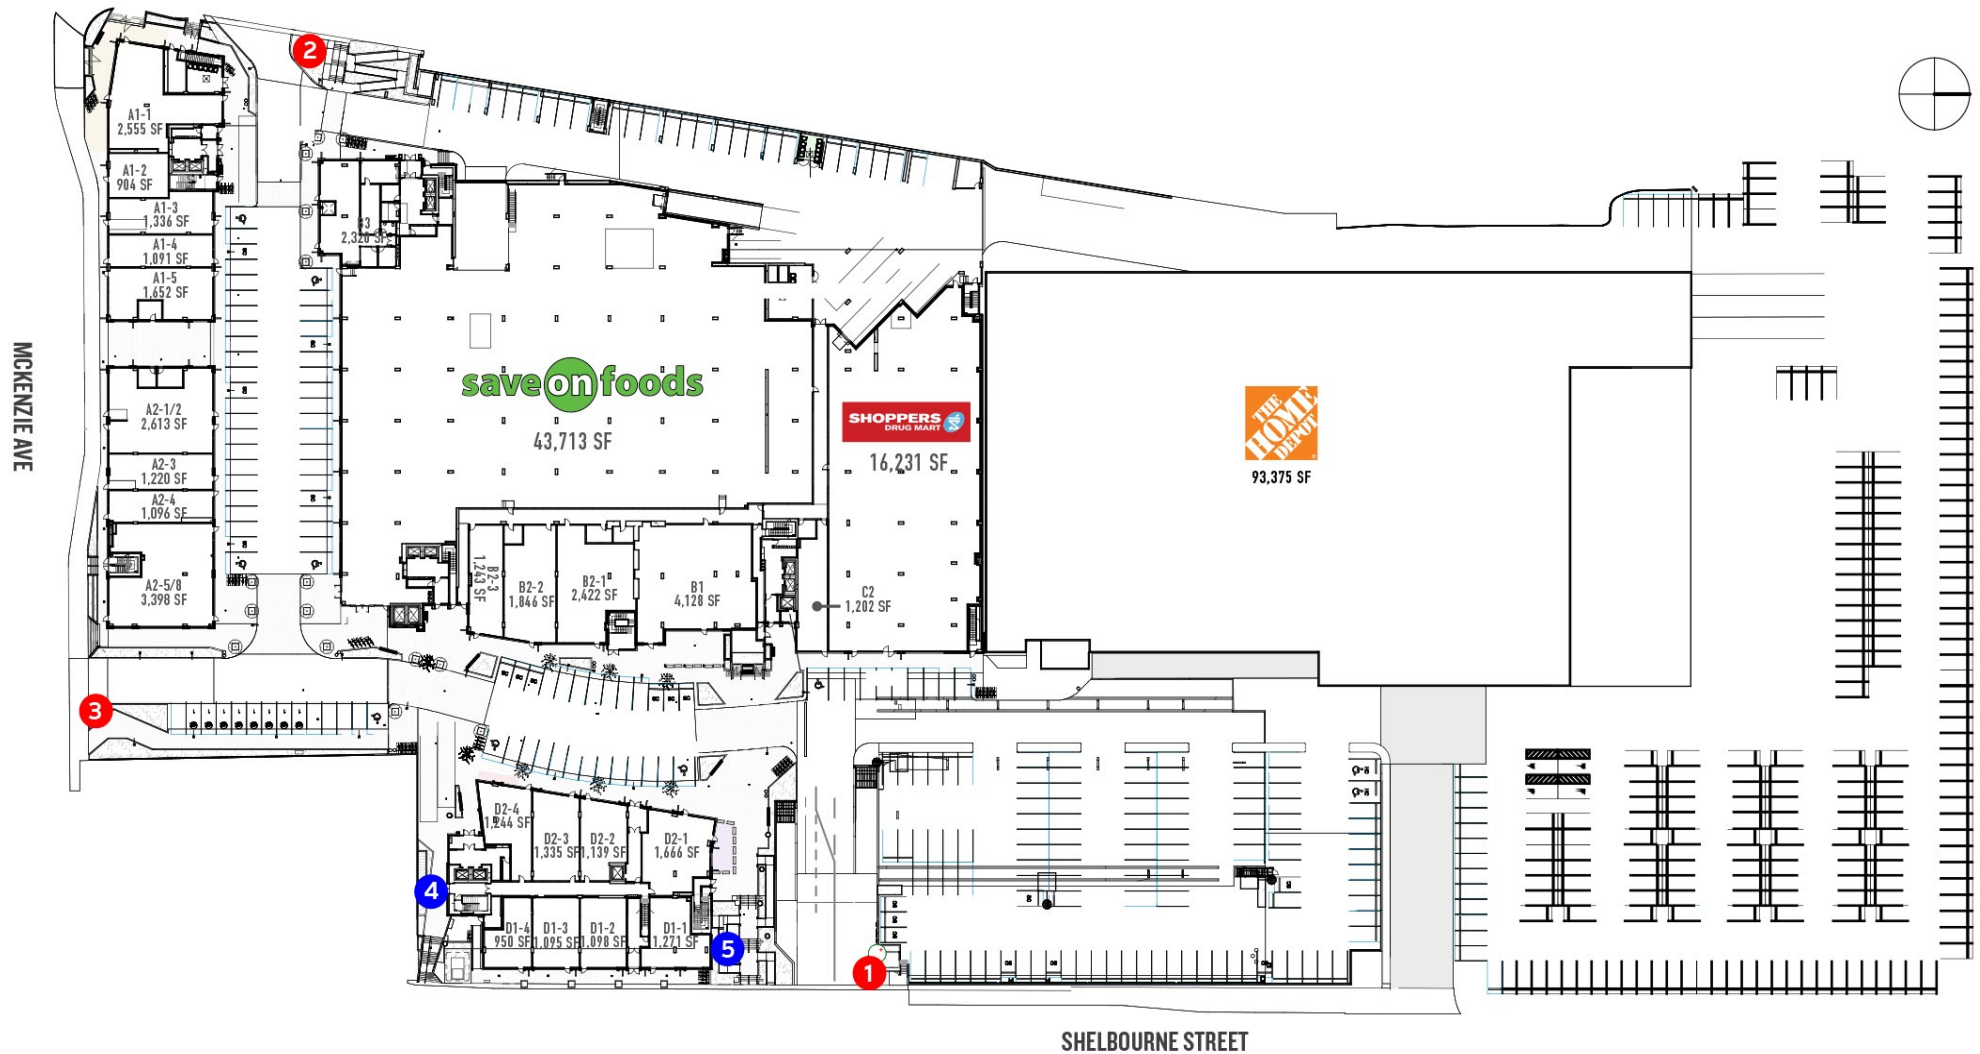 2
A1-1
2,555 SF
A1-2
904 SF
A1-3
1,336 SF
A1-4
1,091 SF
A1-5
1,652 SF
2,320 SF
MCKENZIE AVE
A2-1/2
2,613 SF
A2-3
1,220 SF
A2-4
1,096 SF
A2-5/8
3,398 SF
save on foods
43,713 SF
SHOPPERS
DRUG MART
16,231 SF
THE
HOME
DEPOT
93,375 SF
B2-3
1,243 SF
B2-2
1,846 SF
B2-1
2,422 SF
B1
4,128 SF
C2
1,202 SF
3
D2-4
1,244 SF
D2-3
1,335 SF
D2-2
1,139 SF
D2-1
1,666 SF
4
D1-4
950 SF
D1-3
1,095 SF
D1-2
1,098 SF
D1-1
1,271 SF
5
1
SHELBOURNE STREET